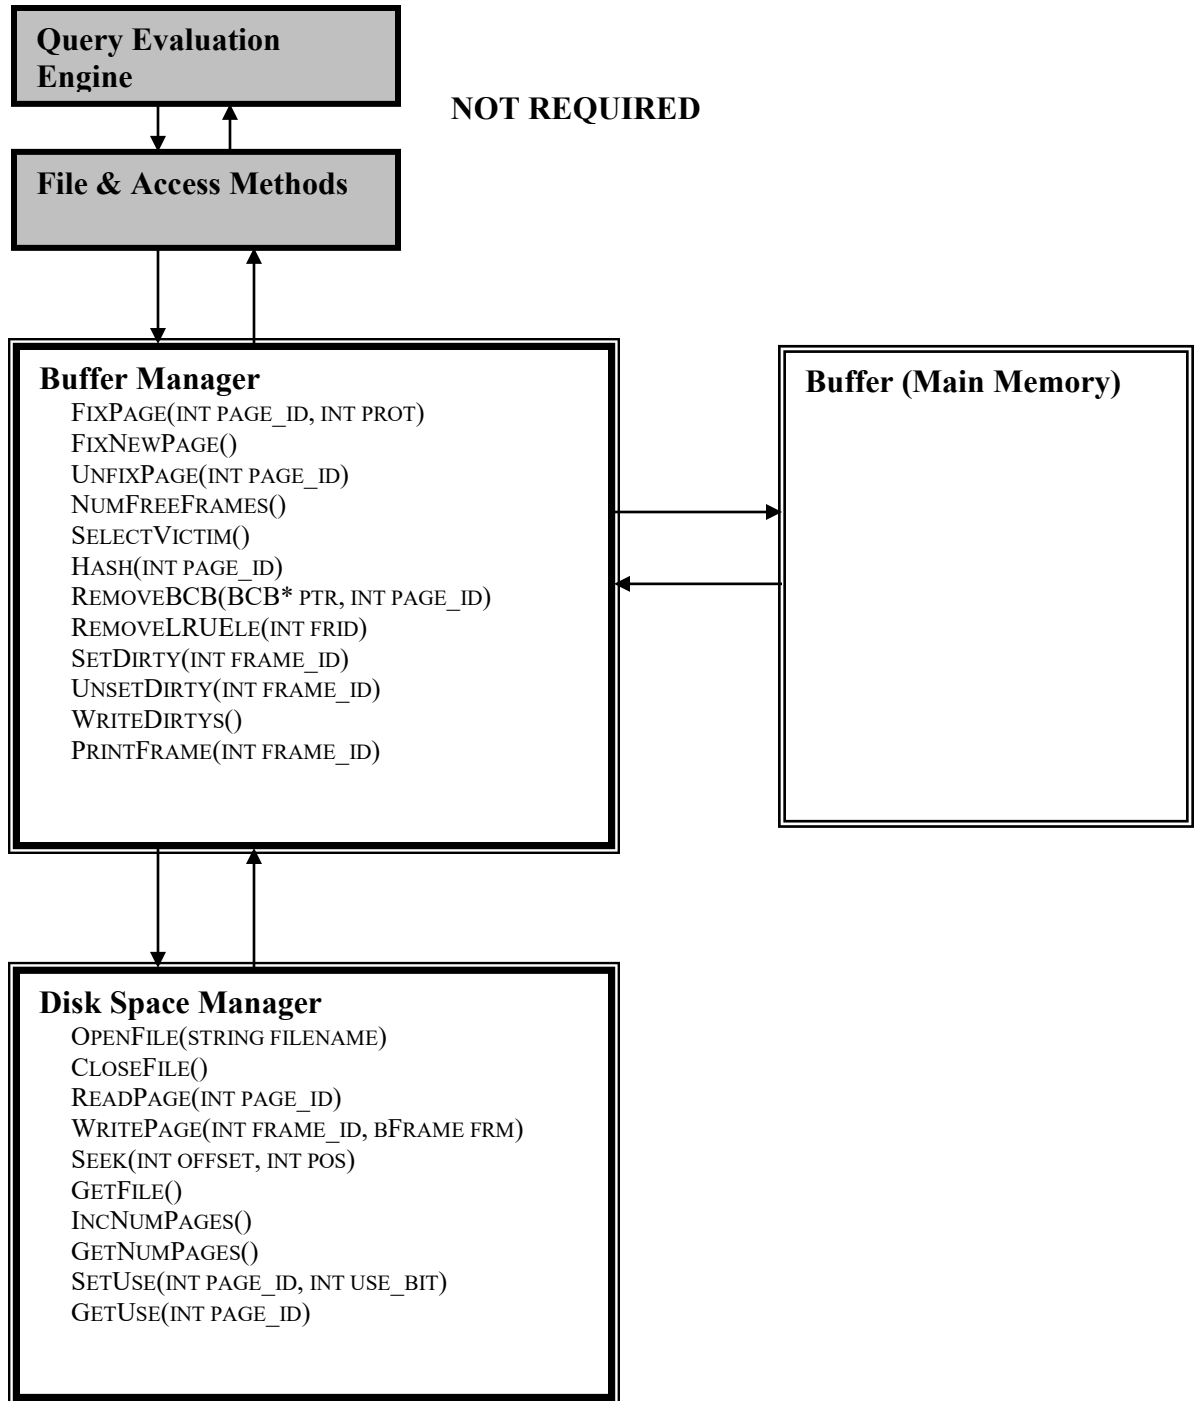 Query Evaluation
Engine
NOT REQUIRED
File & Access Methods
Buffer Manager
FIXPAGE(INT PAGE_ID, INT PROT)
FIXNEWPAGE()
UNFIXPAGE(INT PAGE_ID)
NUMFREEFRAMES()
SELECTVICTIM()
HASH(INT PAGE_ID)
REMOVEBCB(BCB* PTR, INT PAGE_ID)
REMOVELRUELE(INT FRID)
SETDIRTY(INT FRAME_ID)
UNSETDIRTY(INT FRAME_ID)
WRITEDIRTYS()
PRINTFRAME(INT FRAME_ID)
Buffer (Main Memory)
Disk Space Manager
OPENFILE(STRING FILENAME)
CLOSEFILE()
READPAGE(INT PAGE_ID)
WRITEPAGE(INT FRAME_ID, BFRAME FRM)
SEEK(INT OFFSET, INT POS)
GETFILE()
INCNUMPAGES()
GETNUMPAGES()
SETUSE(INT PAGE_ID, INT USE_BIT)
GETUSE(INT PAGE_ID)